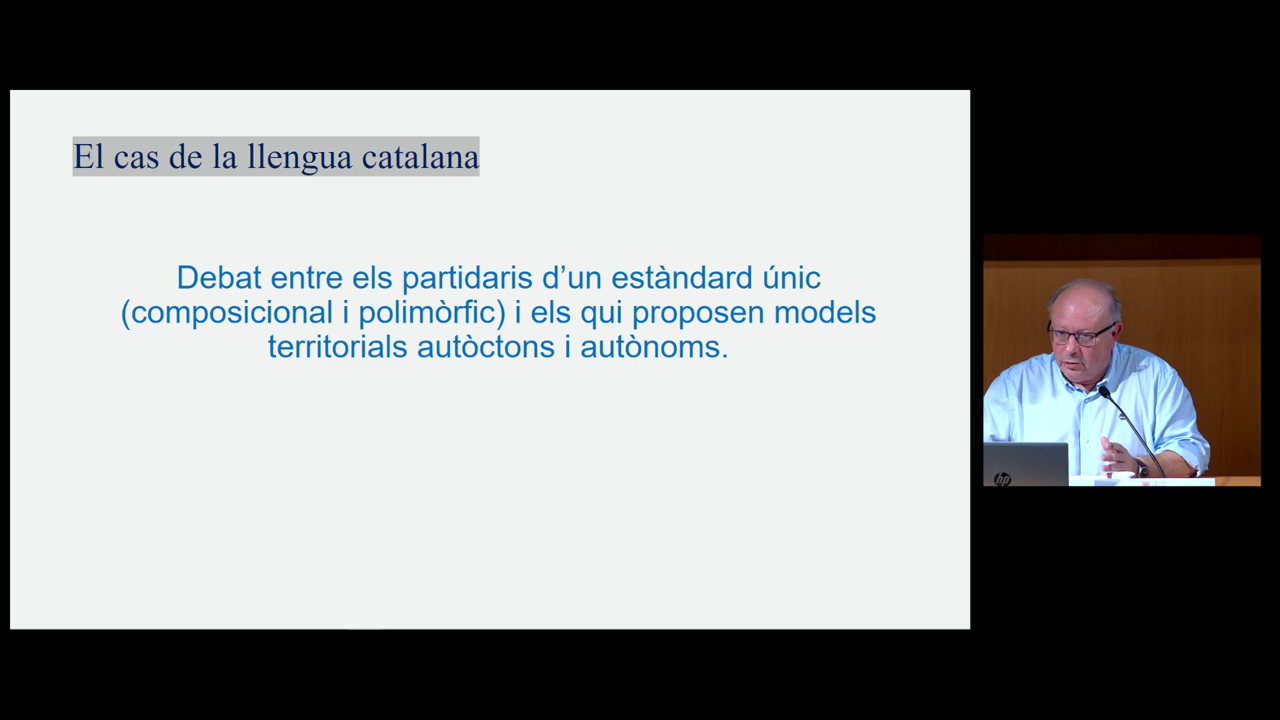 El cas de la llengua catalana
Debat entre els partidaris d’un estàndard únic
(composicional i polimòrfic) i els qui proposen models
territorials autòctons i autònoms.
hp